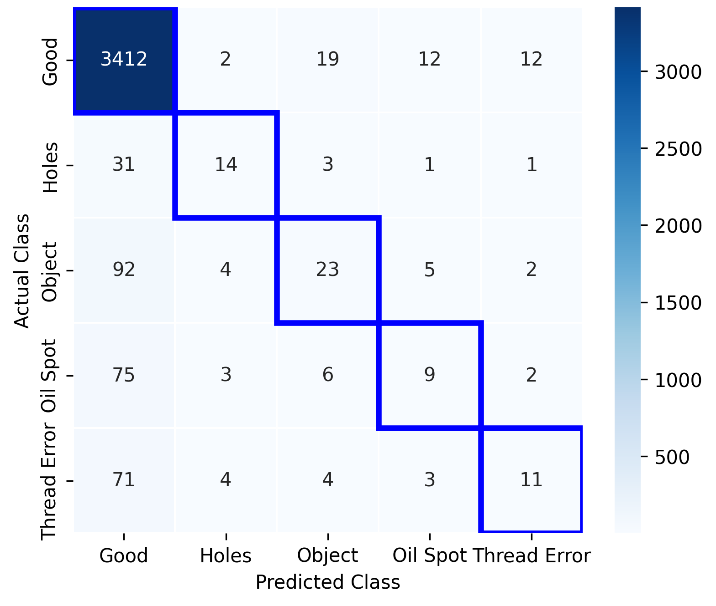 Good 3412 2 19 12 12
Holes 31 14 3 1 1
Object 92 4 23 5 2
Oil Spot 75 3 6 9 2
Thread Error 71 4 4 3 11
Actual Class
Good Holes Object Oil Spot Thread Error
Predicted Class
3000
2500
2000
1500
1000
500